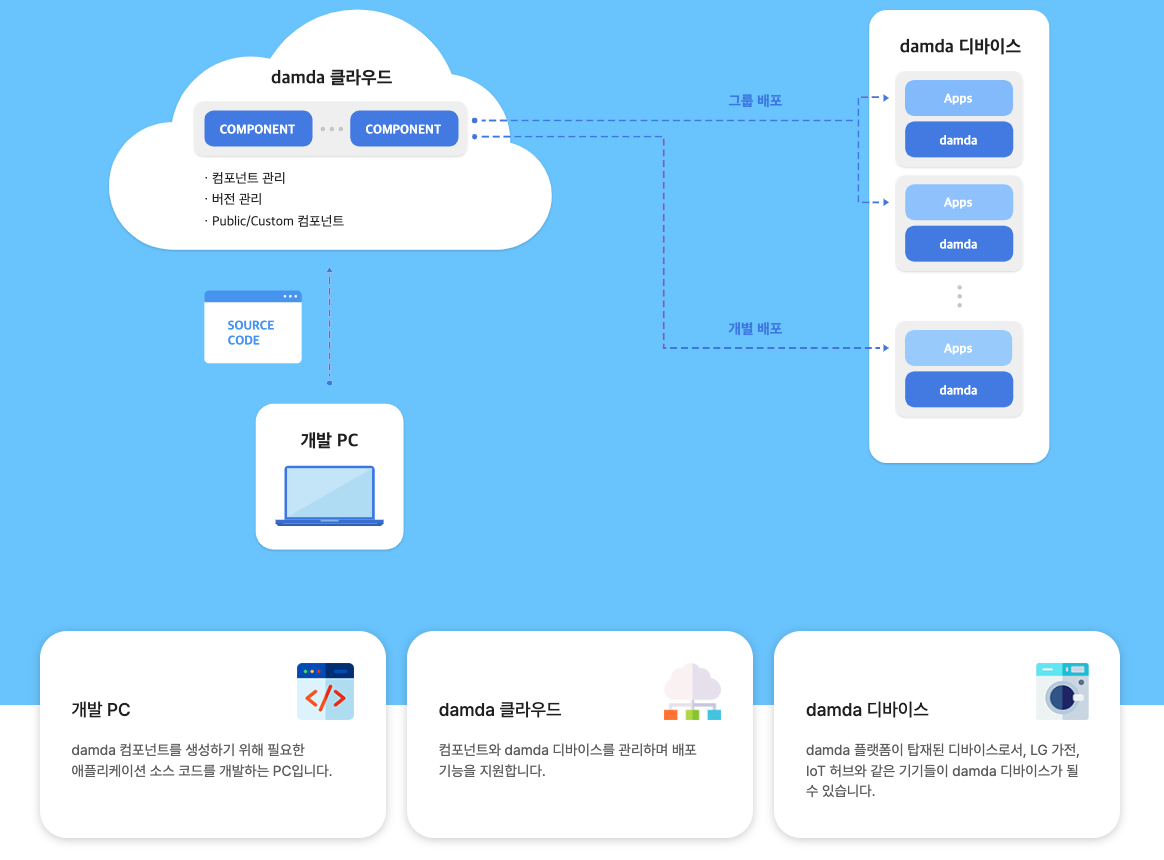 damda 클라우드
COMPONENT
COMPONENT
· 컴포넌트 관리
· 버전 관리
· Public/Custom 컴포넌트
그룹 배포
개별 배포
damda 디바이스
Apps
damda
Apps
damda
Apps
damda
SOURCE
CODE
개발 PC
개발 PC
damda 컴포넌트를 생성하기 위해 필요한
애플리케이션 소스 코드를 개발하는 PC입니다.
damda 클라우드
컴포넌트와 damda 디바이스를 관리하며 배포
기능을 지원합니다.
damda 디바이스
damda 플랫폼이 탑재된 디바이스로서, LG 가전,
IoT 허브와 같은 기기들이 damda 디바이스가 될
수 있습니다.